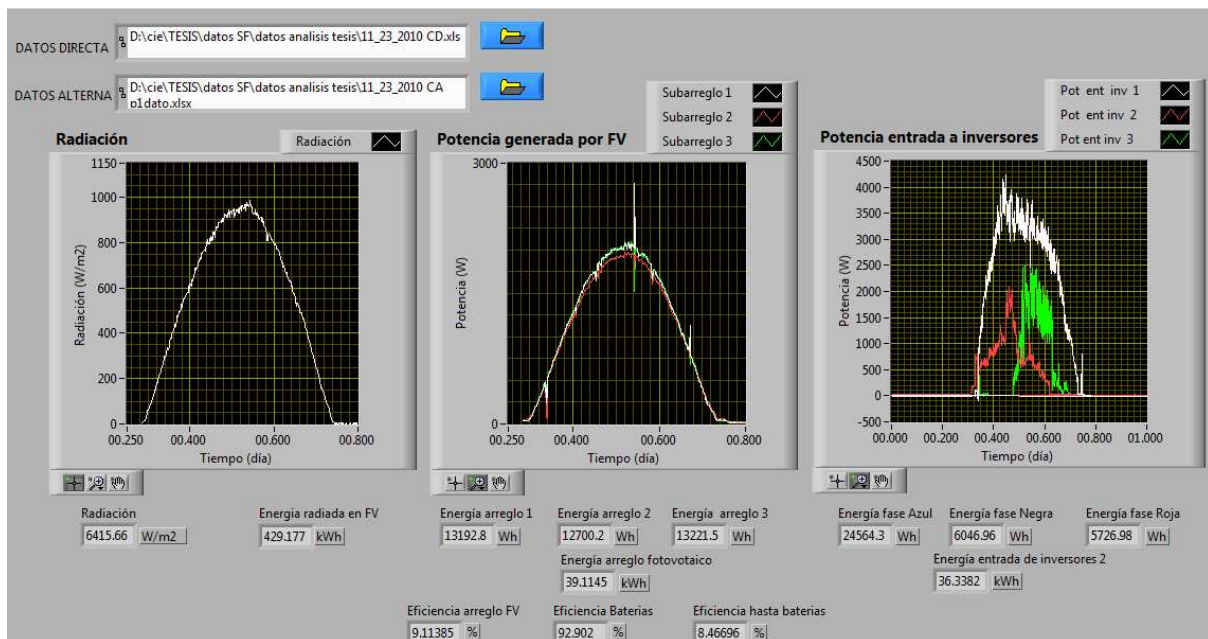 DATOS DIRECTA
D:\cie\TESIS\datos SF\datos analisis tesis\11_23_2010 CD.xls
DATOS ALTERNA
D:\cie\TESIS\datos SF\datos analisis tesis\11_23_2010 CA
p1dato.xlsx
Radiación
Radiación
1150
1000
800
600
400
200
0
Radiación (W/m2)
00.250 00.400 00.600 00.800
Tiempo (día)
Potencia generada por FV
Subarreglo 1
Subarreglo 2
Subarreglo 3
3000
0
Potencia (W)
00.250 00.400 00.600 00.800
Tiempo (día)
Potencia entrada a inversores
Pot ent inv 1
Pot ent inv 2
Pot ent inv 3
4500
4000
3500
3000
2500
2000
1500
1000
500
0
-500
Potencia (W)
00.000 00.200 00.400 00.600 00.800 01.000
Tiempo (día)
Radiación
6415.66 W/m2
Energia radiada en FV
429.177 kWh
Energía arreglo 1
13192.8 Wh
Energía arreglo 2
12700.2 Wh
Energía arreglo 3
13221.5 Wh
Energía fase Azul
24564.3 Wh
Energía fase Negra
6046.96 Wh
Energía fase Roja
5726.98 Wh
Energía arreglo fotovotaico
39.1145 kWh
Energía entrada de inversores 2
36.3382 kWh
Eficiencia arreglo FV
9.11385 %
Eficiencia Baterias
92.902 %
Eficiencia hasta baterias
8.46696 %